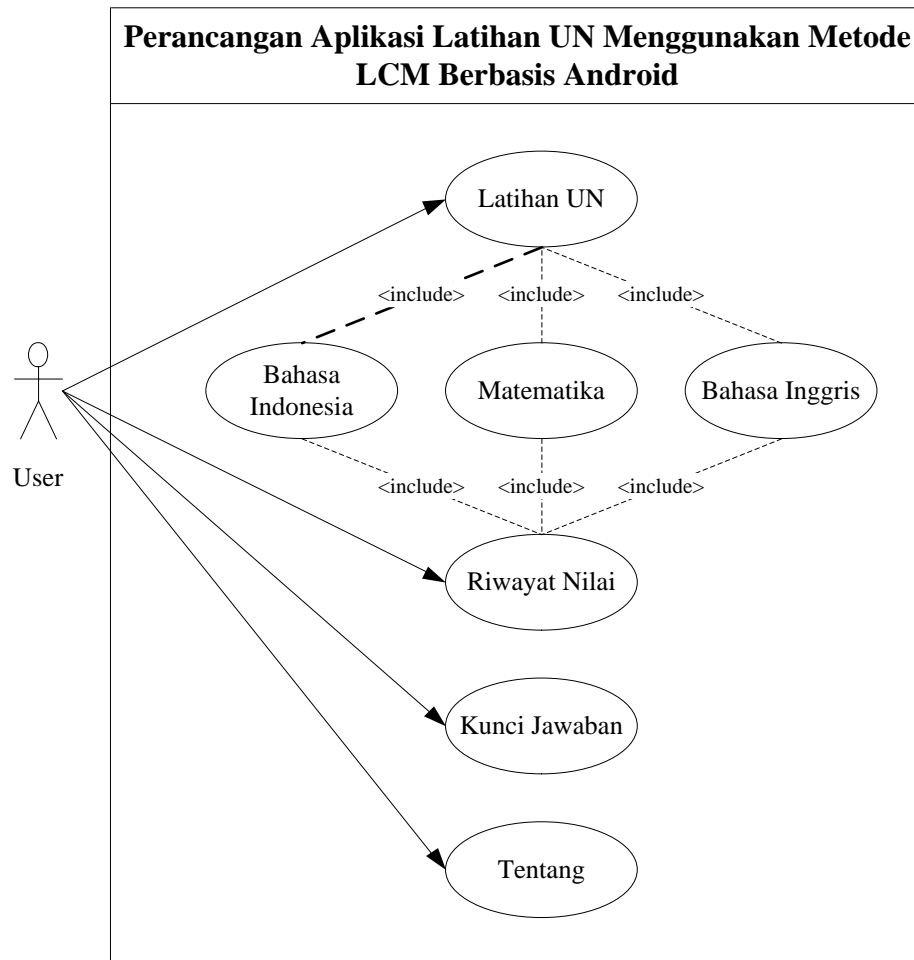 Perancangan Aplikasi Latihan UN Menggunakan Metode
LCM Berbasis Android
Latihan UN
<include>
<include>
<include>
Bahasa
Indonesia
Matematika
Bahasa Inggris
User
<include>
<include>
<include>
Riwayat Nilai
Kunci Jawaban
Tentang